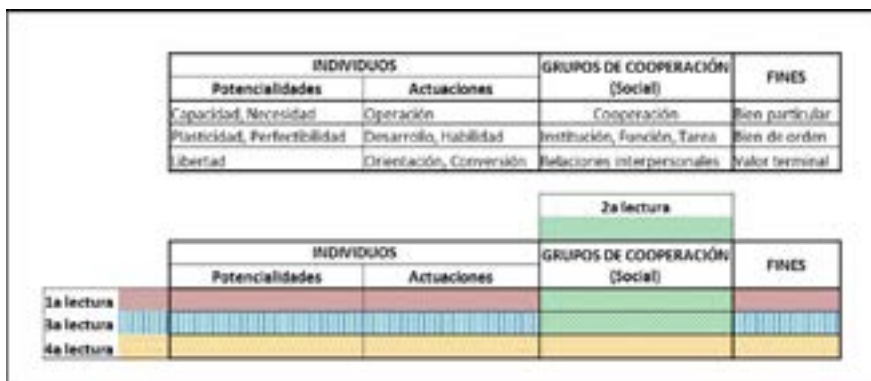 INDIVIDUOS GRUPOS DE COOPERACIÓN (Social) FINES
Potencialidades Actuaciones
Capacidad, Necesidad Operación Cooperación Bien particular
Plasticidad, Perfectibilidad Desarrollo, Habilidad Institución, Función, Tarea Bien de orden
Libertad Orientación, Conversión Relaciones interpersonales Valor terminal
2a lectura
INDIVIDUOS GRUPOS DE COOPERACIÓN (Social) FINES
Potencialidades Actuaciones
1a lectura
3a lectura
4a lectura